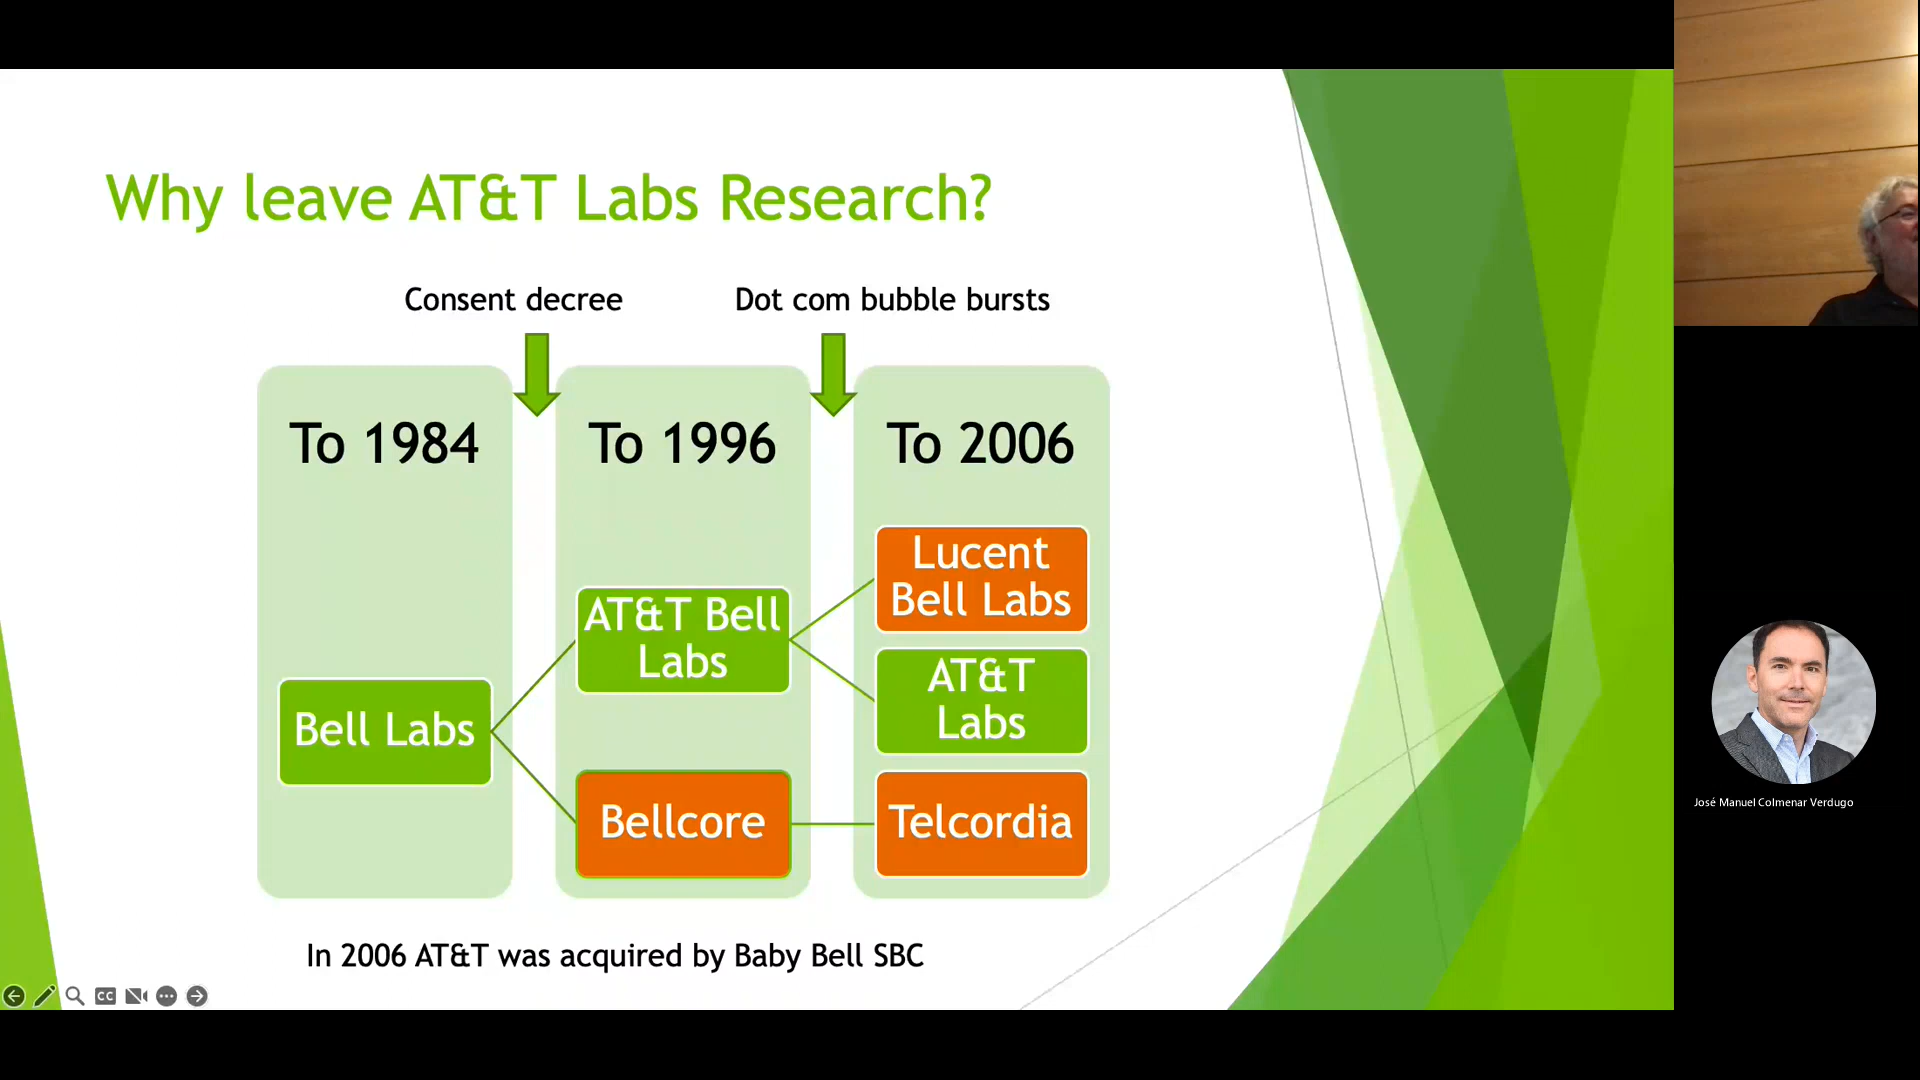 Why leave AT&T Labs Research?
Consent decree
Dot com bubble bursts
To 1984
To 1996
To 2006
Bell Labs
AT&T Bell
Labs
Bellcore
Lucent
Bell Labs
AT&T
Labs
Telcordia
In 2006 AT&T was acquired by Baby Bell SBC
CC
José Manuel Colmenar Verdugo